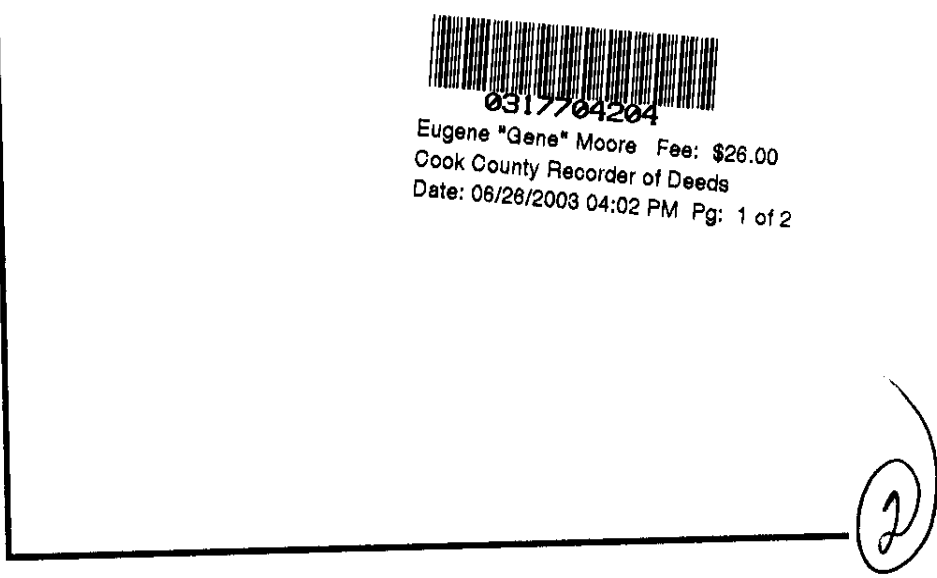 0317704204
Eugene "Gene" Moore Fee: $26.00
Cook County Recorder of Deeds
Date: 06/26/2003 04:02 PM Pg: 1 of 2
2